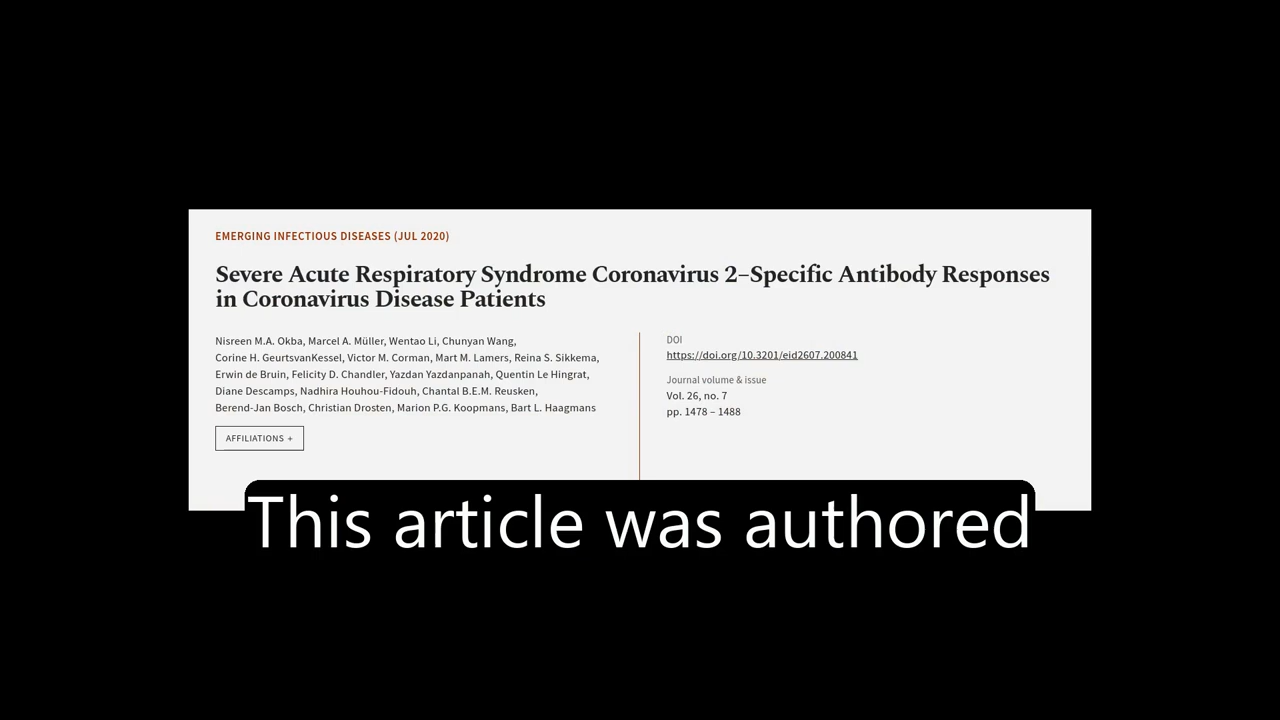 EMERGING INFECTIOUS DISEASES (JUL 2020)
Severe Acute Respiratory Syndrome Coronavirus 2–Specific Antibody Responses
in Coronavirus Disease Patients
Nisreen M.A. Okba, Marcel A. Müller, Wentao Li, Chunyan Wang,
Corine H. GeurtsvanKessel, Victor M. Corman, Mart M. Lamers, Reina S. Sikkema,
Erwin de Bruin, Felicity D. Chandler, Yazdan Yazdanpanah, Quentin Le Hingrat,
Diane Descamps, Nadhira Houhou-Fidouh, Chantal B.E.M. Reusken,
Berend-Jan Bosch, Christian Drosten, Marion P.G. Koopmans, Bart L. Haagmans
AFFILIATIONS +
DOI
https://doi.org/10.3201/eid2607.200841
Journal volume & issue
Vol. 26, no. 7
pp. 1478 – 1488
This article was authored